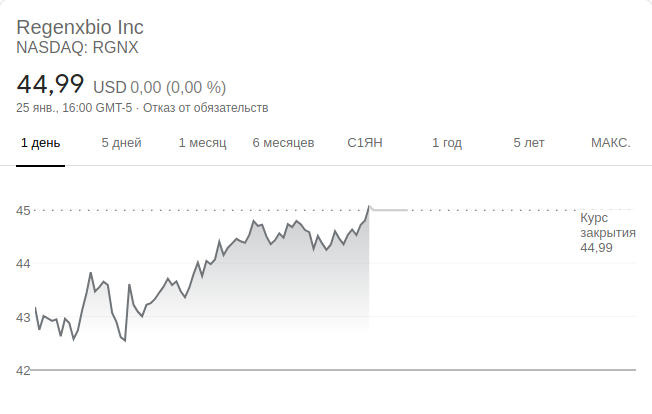 Regenxbio Inc
NASDAQ: RGNX
44,99 USD 0,00 (0,00 %)
25 янв., 16:00 GMT-5 · Отказ от обязательств
1 день 5 дней 1 месяц 6 месяцев С1ЯН 1 год 5 лет МАКС.
45
Курс
закрытия
44,99
44
43
42